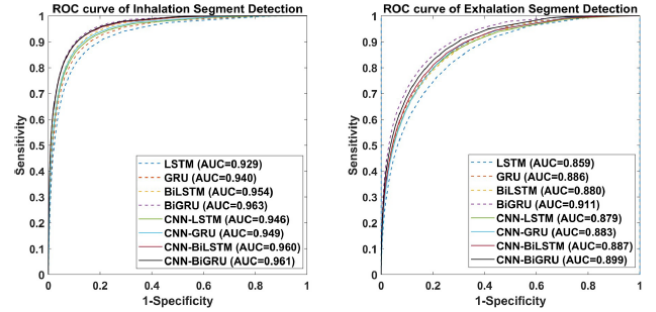 ROC curve of Inhalation Segment Detection
1
0.9
0.8
0.7
0.6
0.5
0.4
0.3
0.2
0.1
0
Sensitivity
LSTM (AUC=0.929)
GRU (AUC=0.940)
BiLSTM (AUC=0.954)
BiGRU (AUC=0.963)
CNN-LSTM (AUC=0.946)
CNN-GRU (AUC=0.949)
CNN-BiLSTM (AUC=0.960)
CNN-BiGRU (AUC=0.961)
0 0.2 0.4 0.6 0.8 1
1-Specificity
ROC curve of Exhalation Segment Detection
1
0.9
0.8
0.7
0.6
0.5
0.4
0.3
0.2
0.1
0
Sensitivity
LSTM (AUC=0.859)
GRU (AUC=0.886)
BiLSTM (AUC=0.880)
BiGRU (AUC=0.911)
CNN-LSTM (AUC=0.879)
CNN-GRU (AUC=0.883)
CNN-BiLSTM (AUC=0.887)
CNN-BiGRU (AUC=0.899)
0 0.2 0.4 0.6 0.8 1
1-Specificity